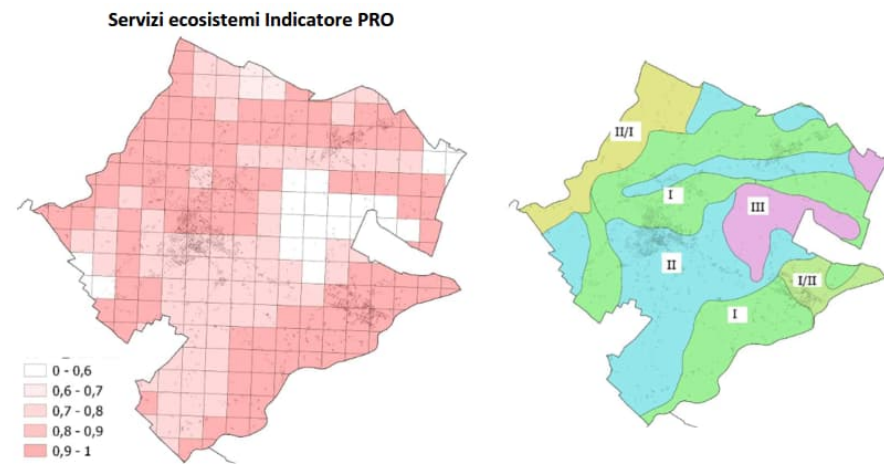 Servizi ecosistemi Indicatore PRO
0 - 0,6
0,6 - 0,7
0,7 - 0,8
0,8 - 0,9
0,9 - 1
II/I
I
III
II
I/II
I